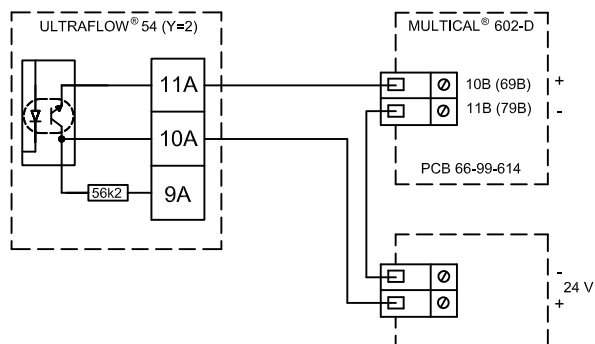 ULTRAFLOW® 54 (Y=2)
MULTICAL® 602-D
11A
10A
9A
56k2
10B (69B)
+
11B (79B)
-
PCB 66-99-614
-
24 V
+